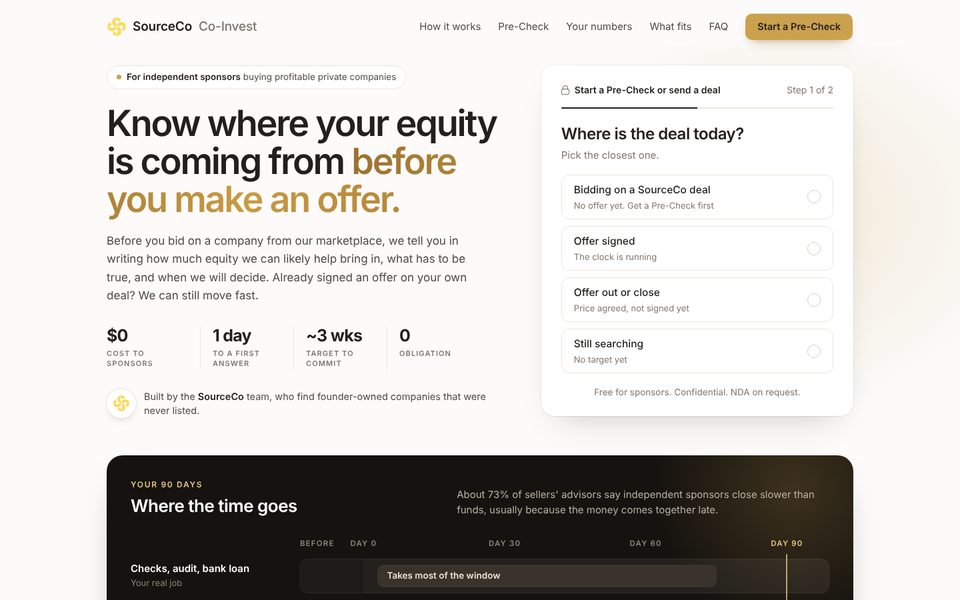 SourceCo Co-Invest
How it works
Pre-Check
Your numbers
What fits
FAQ
Start a Pre-Check
For independent sponsors buying profitable private companies
Know where your equity
is coming from before
you make an offer.
Before you bid on a company from our marketplace, we tell you in
writing how much equity we can likely help bring in, what has to be
true, and when we will decide. Already signed an offer on your own
deal? We can still move fast.
$0
COST TO
SPONSORS
1 day
TO A FIRST
ANSWER
~3 wks
TARGET TO
COMMIT
0
OBLIGATION
Built by the SourceCo team, who find founder-owned companies that were
never listed.
Start a Pre-Check or send a deal
Step 1 of 2
Where is the deal today?
Pick the closest one.
Bidding on a SourceCo deal
No offer yet. Get a Pre-Check first
Offer signed
The clock is running
Offer out or close
Price agreed, not signed yet
Still searching
No target yet
Free for sponsors. Confidential. NDA on request.
YOUR 90 DAYS
Where the time goes
About 73% of sellers' advisors say independent sponsors close slower than
funds, usually because the money comes together late.
BEFORE
DAY 0
DAY 30
DAY 60
DAY 90
Checks, audit, bank loan
Your real job
Takes most of the window